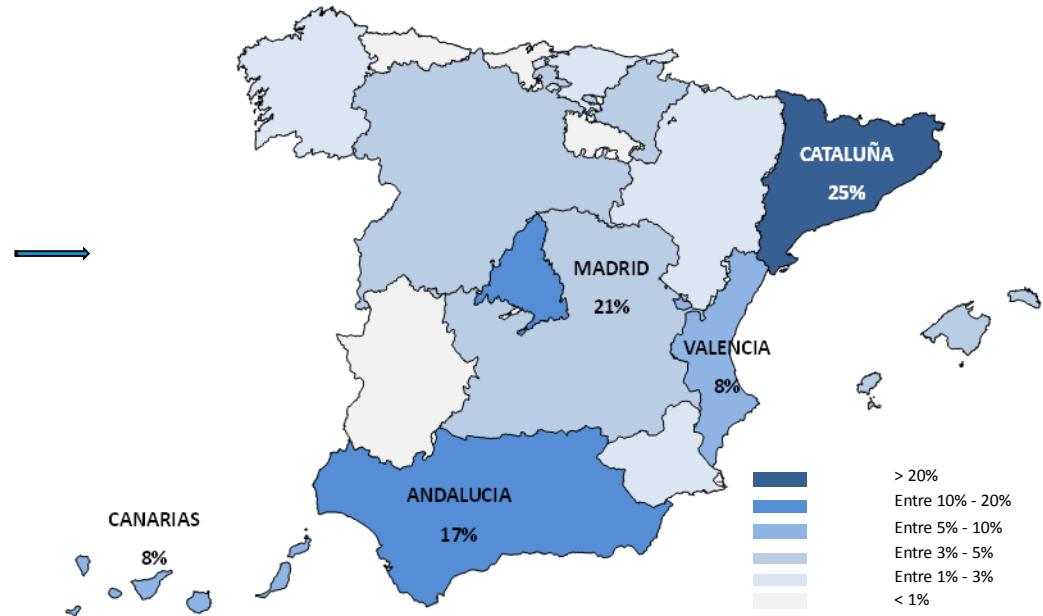 CATALUÑA
25%
MADRID
21%
VALENCIA
8%
ANDALUCIA
17%
CANARIAS
8%
> 20%
Entre 10% - 20%
Entre 5% - 10%
Entre 3% - 5%
Entre 1% - 3%
< 1%